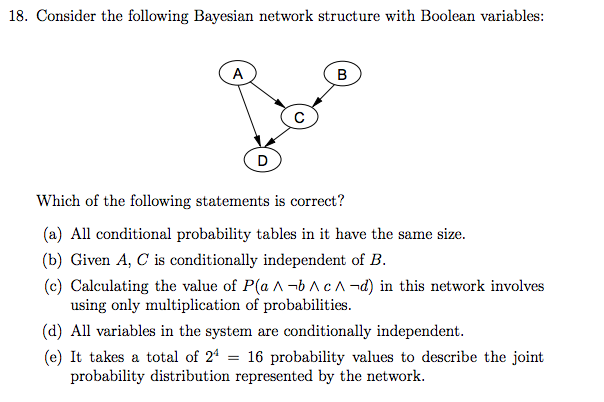 18. Consider the following Bayesian network structure with Boolean variables:
A
B
C
D
Which of the following statements is correct?
(a) All conditional probability tables in it have the same size.
(b) Given A, C is conditionally independent of B.
(c) Calculating the value of P(a ∧ ¬b ∧ c ∧ ¬d) in this network involves
using only multiplication of probabilities.
(d) All variables in the system are conditionally independent.
(e) It takes a total of 2⁴ = 16 probability values to describe the joint
probability distribution represented by the network.